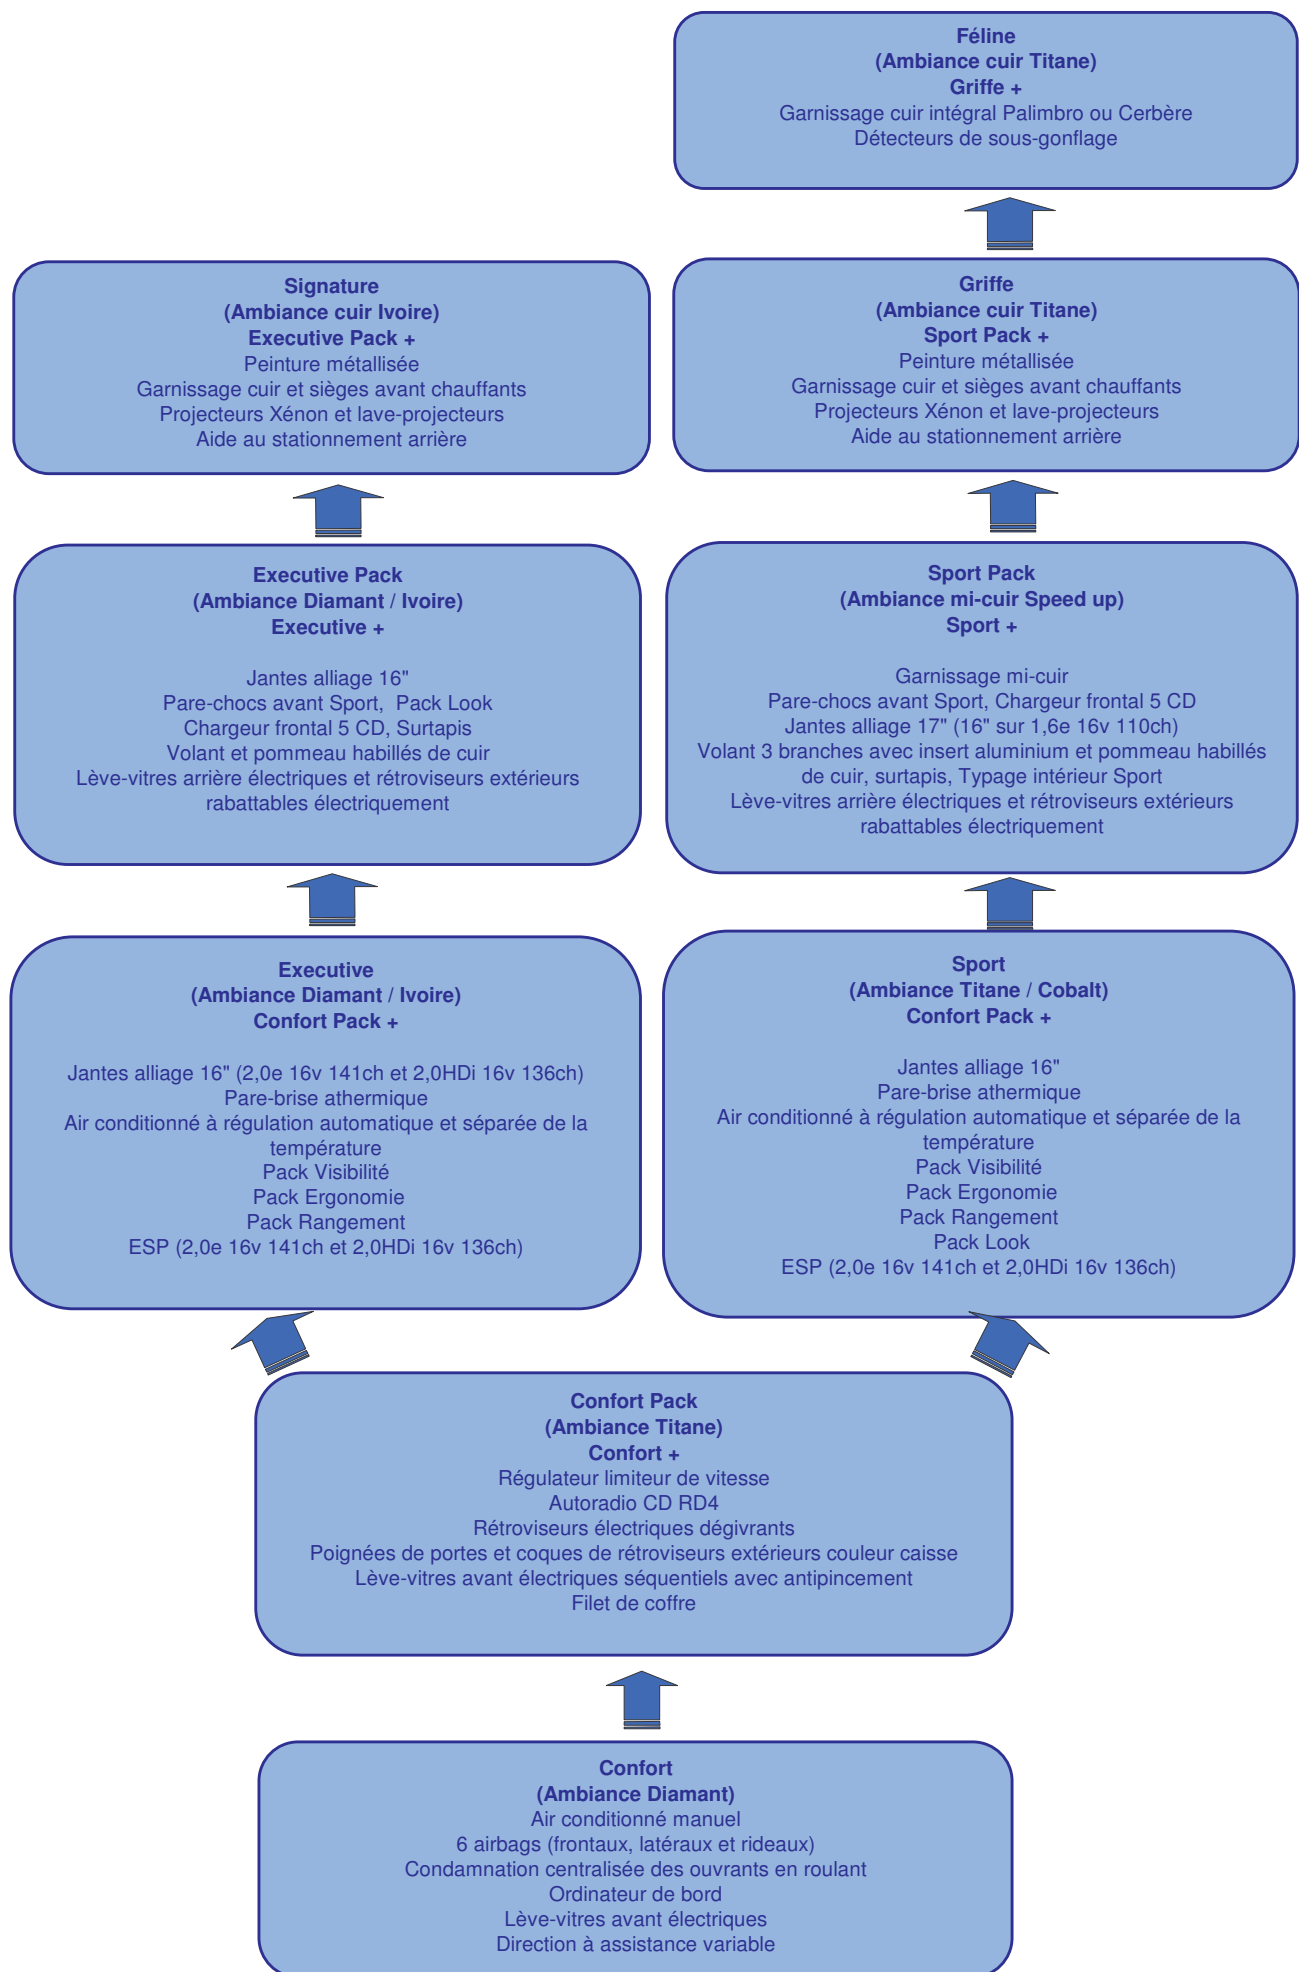 Féline
(Ambiance cuir Titane)
Griffe +
Garnissage cuir intégral Palimbro ou Cerbère
Détecteurs de sous-gonflage
Signature
(Ambiance cuir Ivoire)
Executive Pack +
Peinture métallisée
Garnissage cuir et sièges avant chauffants
Projecteurs Xénon et lave-projecteurs
Aide au stationnement arrière
Griffe
(Ambiance cuir Titane)
Sport Pack +
Peinture métallisée
Garnissage cuir et sièges avant chauffants
Projecteurs Xénon et lave-projecteurs
Aide au stationnement arrière
Executive Pack
(Ambiance Diamant / Ivoire)
Executive +
Jantes alliage 16"
Pare-chocs avant Sport, Pack Look
Chargeur frontal 5 CD, Surtapis
Volant et pommeau habillés de cuir
Lève-vitres arrière électriques et rétroviseurs extérieurs
rabattables électriquement
Sport Pack
(Ambiance mi-cuir Speed up)
Sport +
Garnissage mi-cuir
Pare-chocs avant Sport, Chargeur frontal 5 CD
Jantes alliage 17" (16" sur 1,6e 16v 110ch)
Volant 3 branches avec insert aluminium et pommeau habillés
de cuir, surtapis, Typage intérieur Sport
Lève-vitres arrière électriques et rétroviseurs extérieurs
rabattables électriquement
Executive
(Ambiance Diamant / Ivoire)
Confort Pack +
Jantes alliage 16" (2,0e 16v 141ch et 2,0HDi 16v 136ch)
Pare-brise athermique
Air conditionné à régulation automatique et séparée de la
température
Pack Visibilité
Pack Ergonomie
Pack Rangement
ESP (2,0e 16v 141ch et 2,0HDi 16v 136ch)
Sport
(Ambiance Titane / Cobalt)
Confort Pack +
Jantes alliage 16"
Pare-brise athermique
Air conditionné à régulation automatique et séparée de la
température
Pack Visibilité
Pack Ergonomie
Pack Rangement
Pack Look
ESP (2,0e 16v 141ch et 2,0HDi 16v 136ch)
Confort Pack
(Ambiance Titane)
Confort +
Régulateur limiteur de vitesse
Autoradio CD RD4
Rétroviseurs électriques dégivrants
Poignées de portes et coques de rétroviseurs extérieurs couleur caisse
Lève-vitres avant électriques séquentiels avec antipincement
Filet de coffre
Confort
(Ambiance Diamant)
Air conditionné manuel
6 airbags (frontaux, latéraux et rideaux)
Condamnation centralisée des ouvrants en roulant
Ordinateur de bord
Lève-vitres avant électriques
Direction à assistance variable